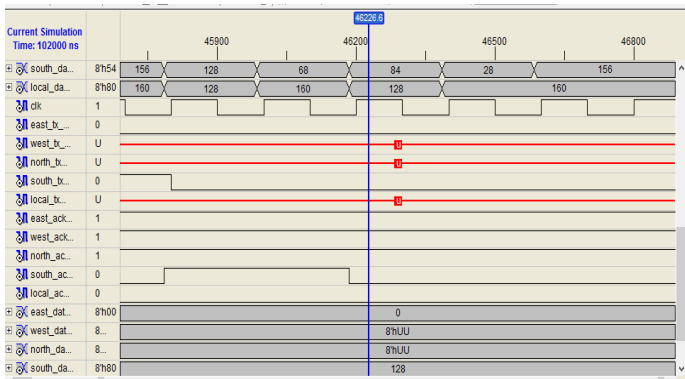 46226.6
Current Simulation
Time: 102000 ns
45900 46200 46500 46800
south_da... 8'h54 156 128 68 84 28 156
local_da... 8'h80 160 128 160 128 160
clk 1
east_tx_... 0
west_tx_... U U
north_tx... U U
south_tx... 0
local_tx... U U
east_ack... 1
west_ack... 1
north_ac... 1
south_ac... 0
local_ac... 0
east_dat... 8'h00 0
west_dat... 8... 8'hUU
north_da... 8... 8'hUU
south_da... 8'h80 128